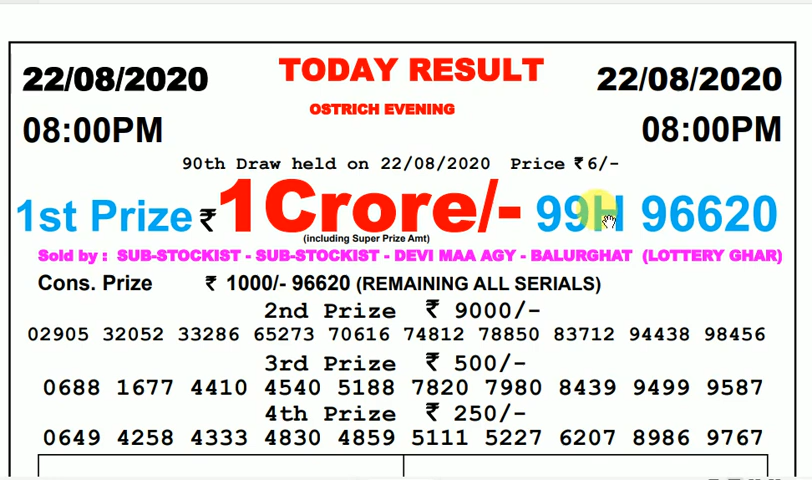 22/08/2020 TODAY RESULT 22/08/2020
OSTRICH EVENING
08:00PM 08:00PM
90th Draw held on 22/08/2020 Price ₹ 6/-
1st Prize ₹ 1Crore/- 99H 96620
(including Super Prize Amt)
Sold by : SUB-STOCKIST - SUB-STOCKIST - DEVI MAA AGY - BALURGHAT (LOTTERY GHAR)
Cons. Prize ₹ 1000/- 96620 (REMAINING ALL SERIALS)
2nd Prize ₹ 9000/-
02905 32052 33286 65273 70616 74812 78850 83712 94438 98456
3rd Prize ₹ 500/-
0688 1677 4410 4540 5188 7820 7980 8439 9499 9587
4th Prize ₹ 250/-
0649 4258 4333 4830 4859 5111 5227 6207 8986 9767